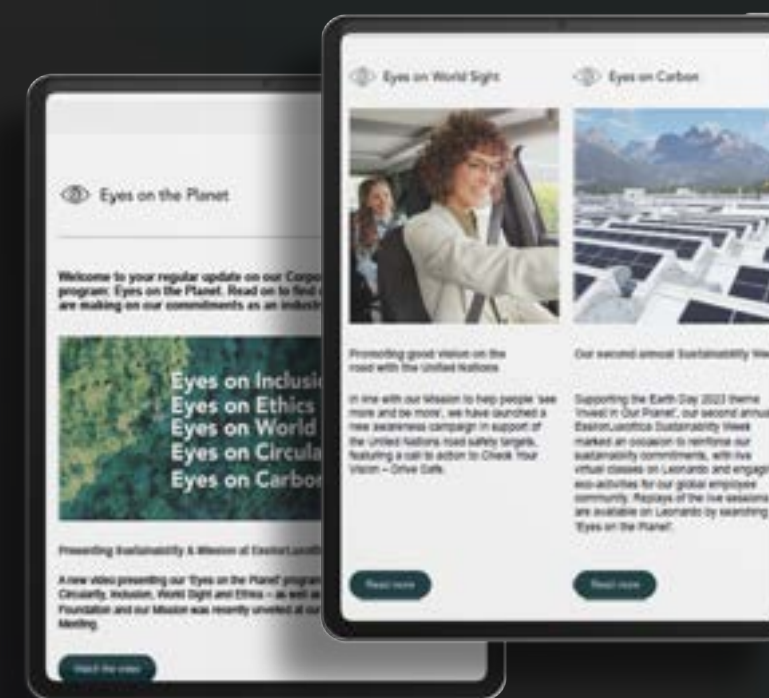 Eyes on the Planet
Welcome to your regular update on our Corpo
program: Eyes on the Planet. Read on to find
are making on our commitments as an industr
Eyes on Inclusi
Eyes on Ethics
Eyes on World
Eyes on Circula
Eyes on Carbo
Presenting Sustainability & Mission at EssilorLuxotti
A new video presenting our 'Eyes on the Planet' program
Circularity, Inclusion, World Sight and Ethics – as well as
Foundation and our Mission was recently unveiled at our
Meeting.
Watch the video
Eyes on World Sight
Promoting good vision on the
road with the United Nations
In line with our Mission to help people 'see
more and be more', we have launched a
new awareness campaign in support of
the United Nations road safety targets,
featuring a call to action to Check Your
Vision – Drive Safe.
Read more
Eyes on Carbon
Our second annual Sustainability Wee
Supporting the Earth Day 2023 theme
'Invest in Our Planet', our second annua
EssilorLuxottica Sustainability Week
marked an occasion to reinforce our
sustainability commitments, with live
virtual classes on Leonardo and engagin
eco-activities for our global employee
community. Replays of the live sessions
are available on Leonardo by searching
'Eyes on the Planet'.
Read more